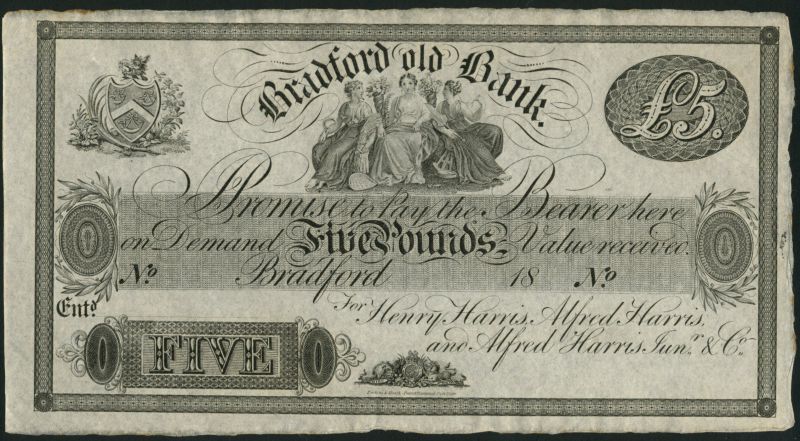 Bradford old Bank.
£5.
I Promise to Pay the Bearer here
on Demand Five Pounds, Value received.
No Bradford 18 No
Entd
For Henry Harris, Alfred Harris,
and Alfred Harris Junr. & Co.
FIVE